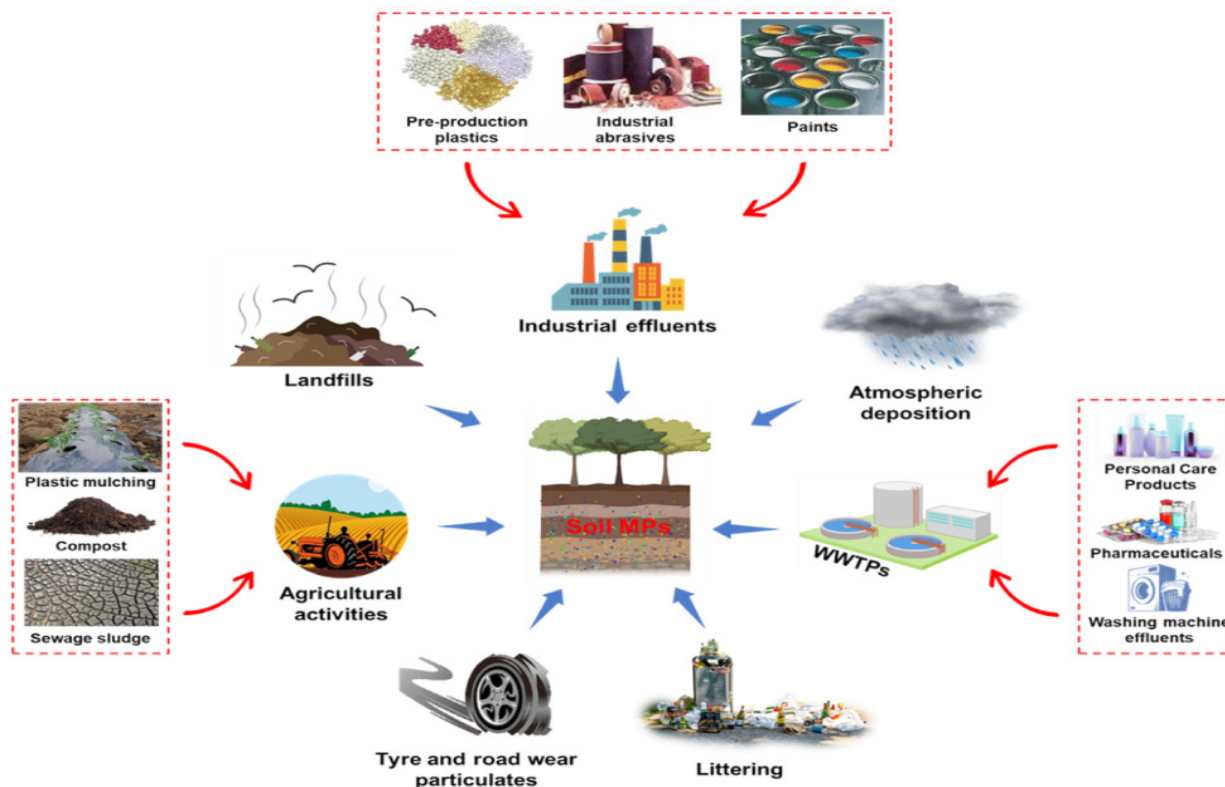 Pre-production
plastics
Industrial
abrasives
Paints
Industrial effluents
Landfills
Atmospheric
deposition
Plastic mulching
Compost
Sewage sludge
Agricultural
activities
Soil MPs
WWTPs
Personal Care
Products
Pharmaceuticals
Washing machine
effluents
Tyre and road wear
particulates
Littering